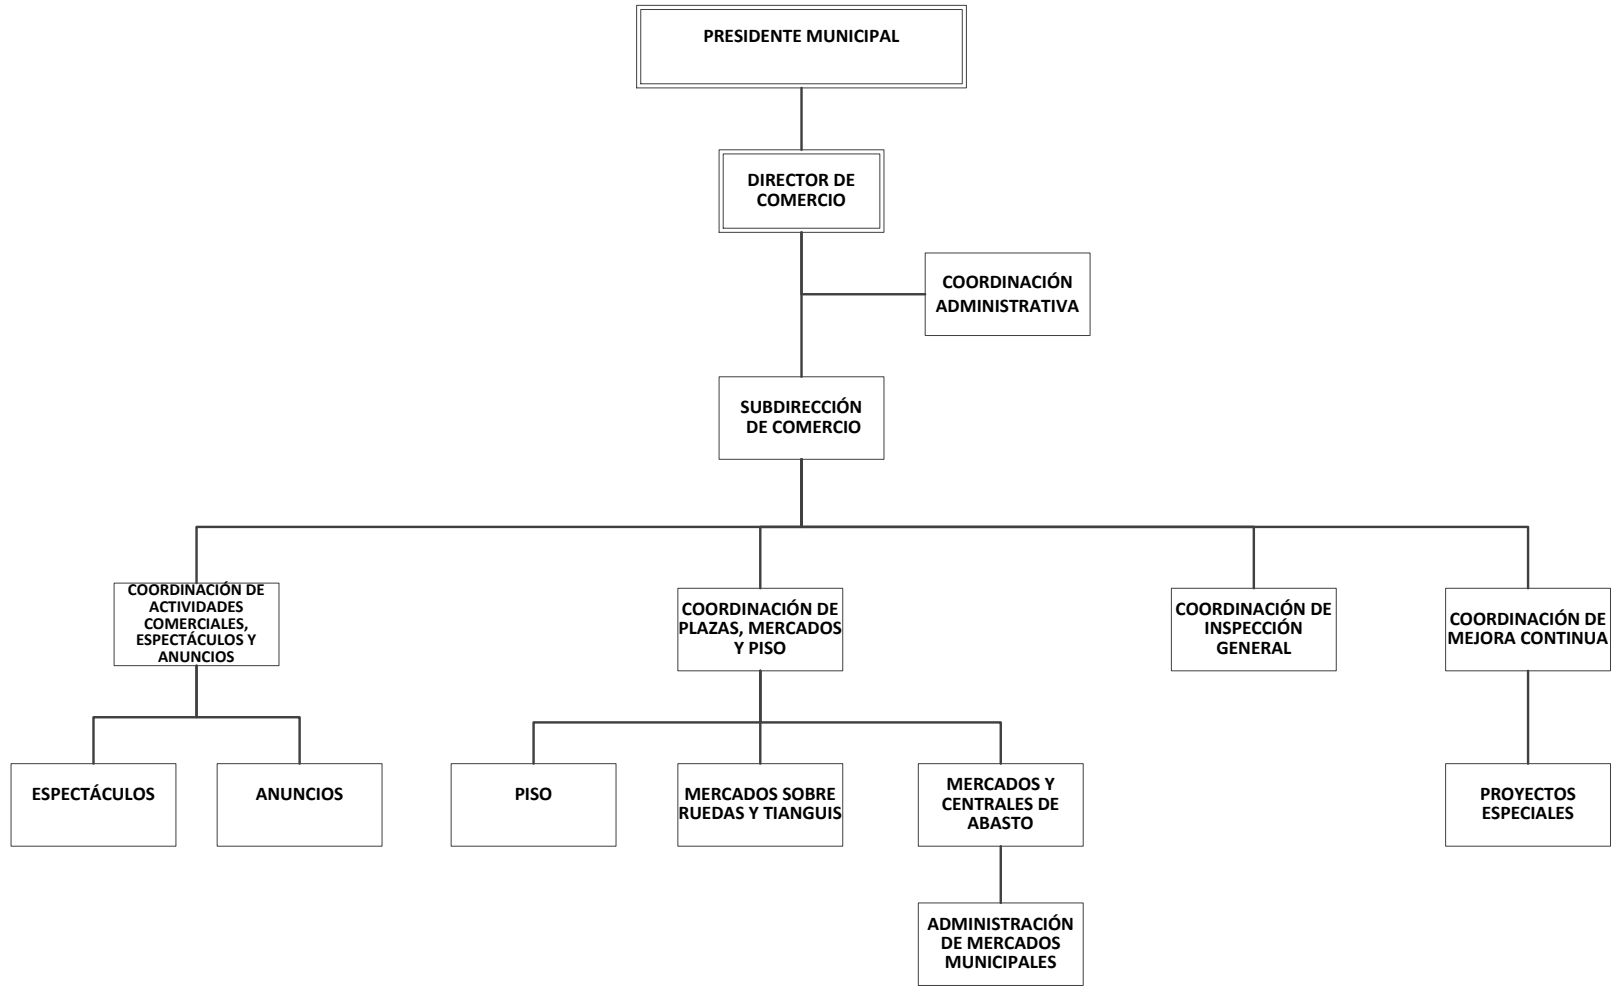 PRESIDENTE MUNICIPAL
DIRECTOR DE
COMERCIO
COORDINACIÓN
ADMINISTRATIVA
SUBDIRECCIÓN
DE COMERCIO
COORDINACIÓN DE
ACTIVIDADES
COMERCIALES,
ESPECTÁCULOS Y
ANUNCIOS
COORDINACIÓN DE
PLAZAS, MERCADOS
Y PISO
COORDINACIÓN DE
INSPECCIÓN
GENERAL
COORDINACIÓN DE
MEJORA CONTINUA
ESPECTÁCULOS
ANUNCIOS
PISO
MERCADOS SOBRE
RUEDAS Y TIANGUIS
MERCADOS Y
CENTRALES DE
ABASTO
PROYECTOS
ESPECIALES
ADMINISTRACIÓN
DE MERCADOS
MUNICIPALES